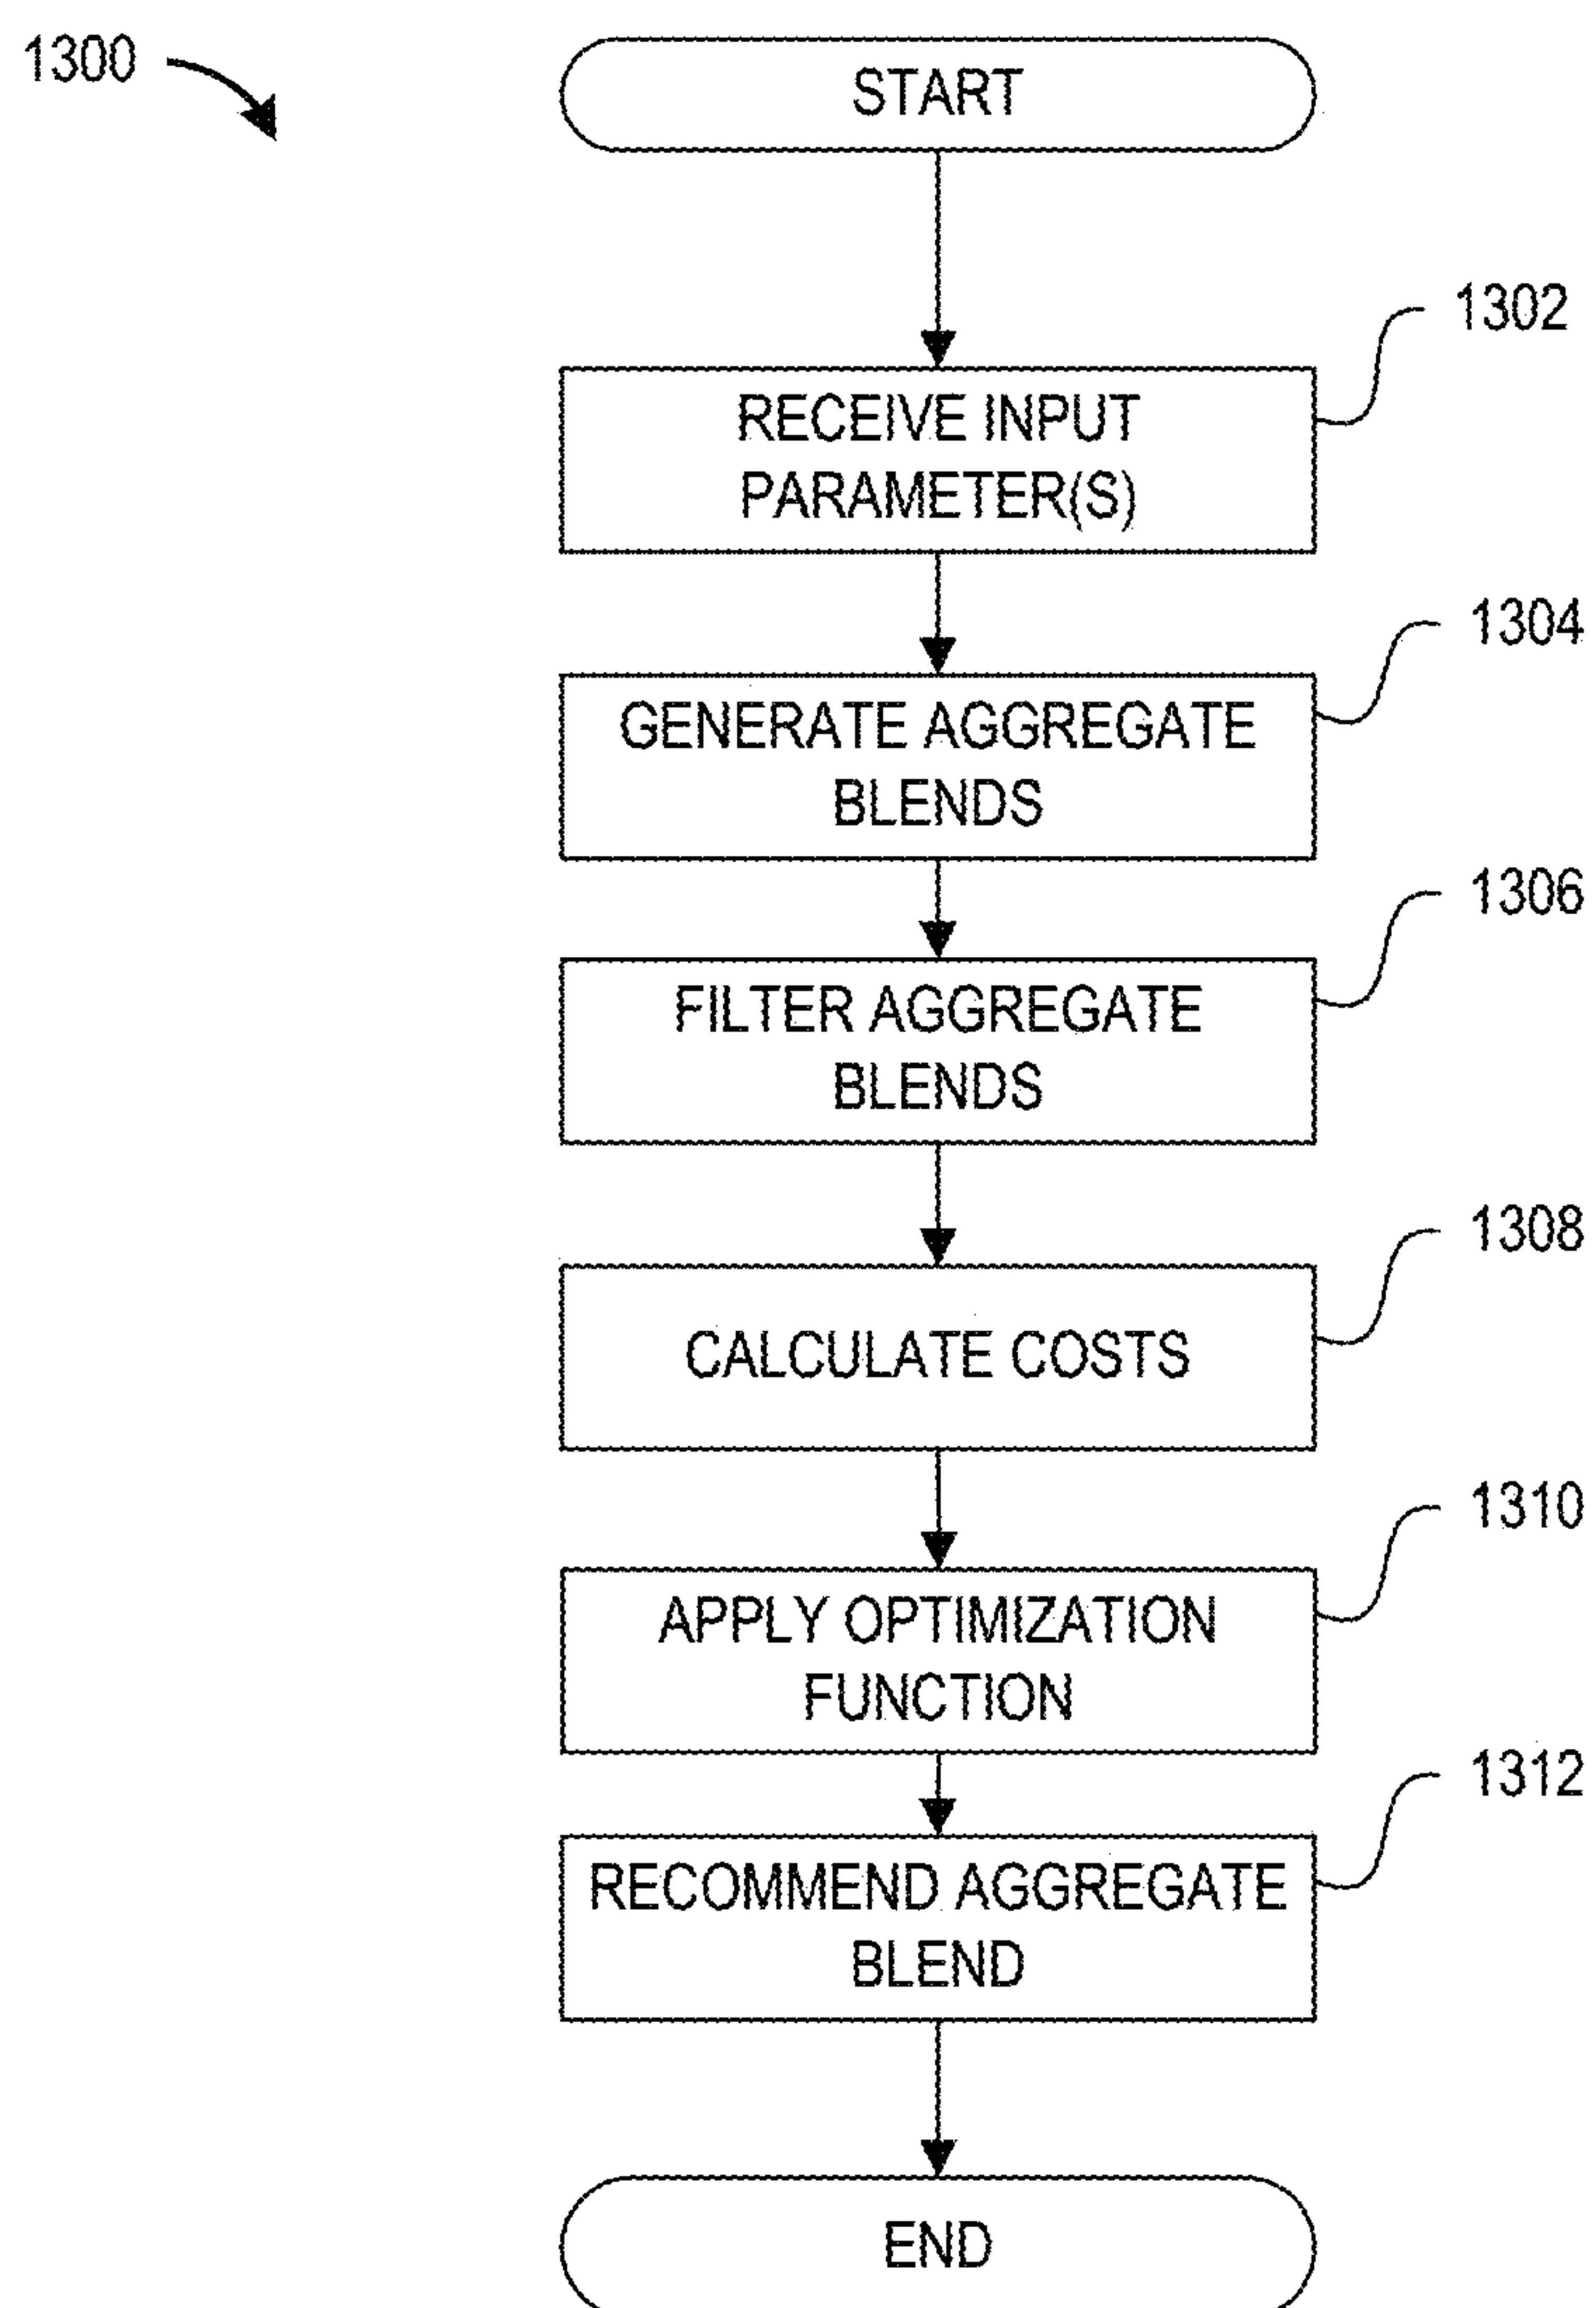 1300
START
1302
RECEIVE INPUT
PARAMETER(S)
1304
GENERATE AGGREGATE
BLENDS
1306
FILTER AGGREGATE
BLENDS
1308
CALCULATE COSTS
1310
APPLY OPTIMIZATION
FUNCTION
1312
RECOMMEND AGGREGATE
BLEND
END